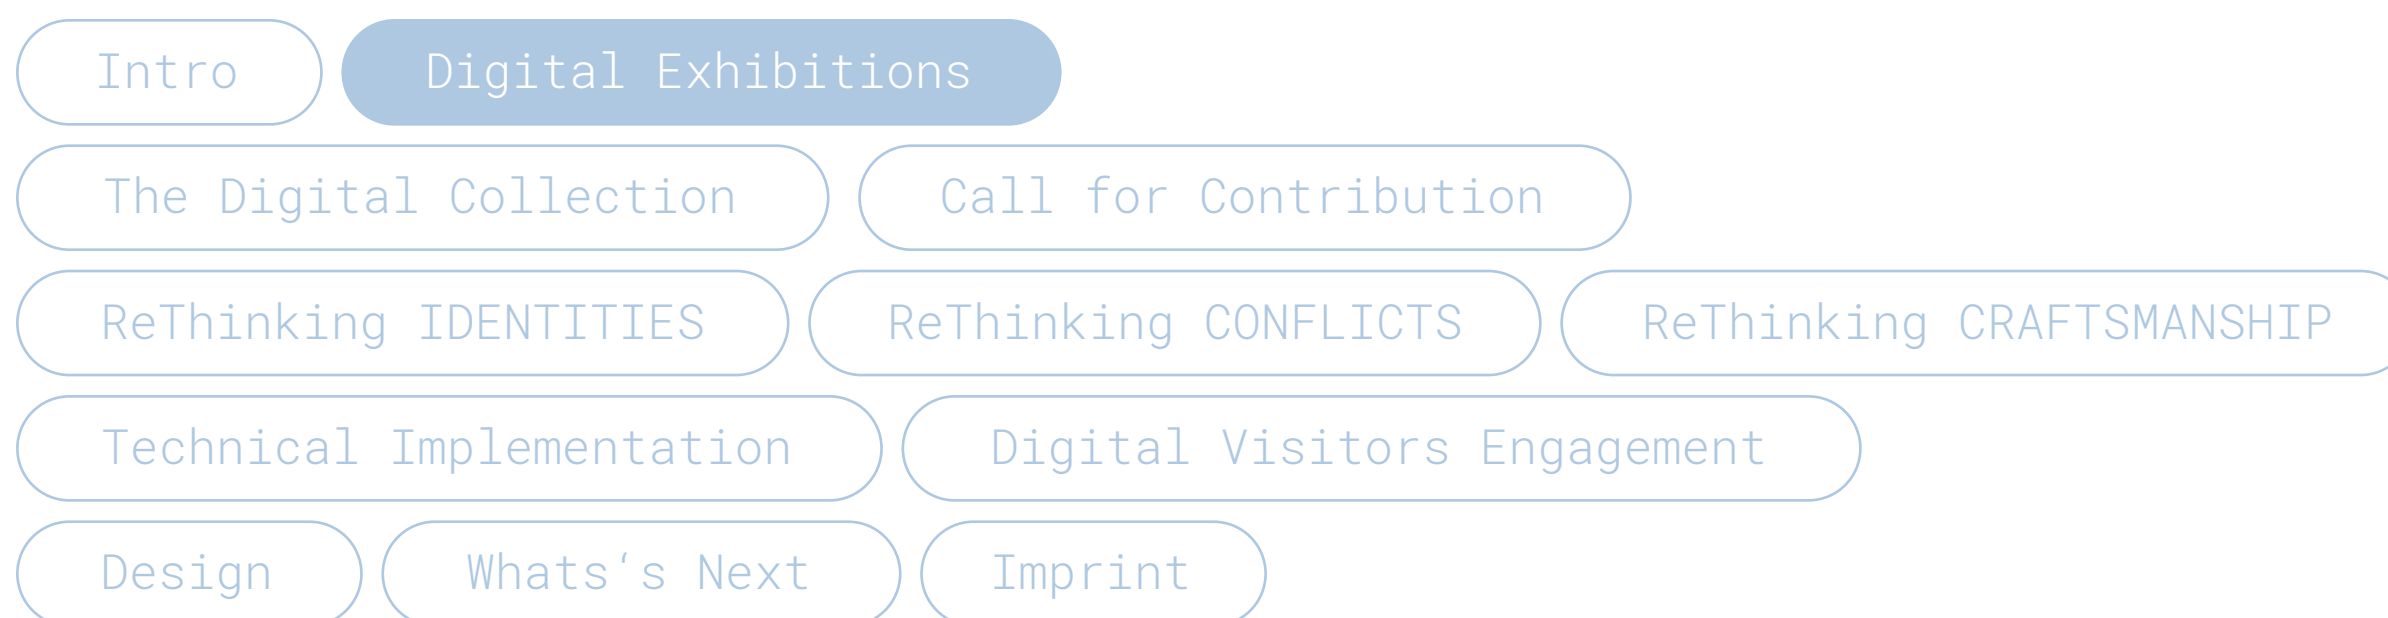 Intro Digital Exhibitions
The Digital Collection Call for Contribution
ReThinking IDENTITIES ReThinking CONFLICTS ReThinking CRAFTSMANSHIP
Technical Implementation Digital Visitors Engagement
Design Whats‘s Next Imprint